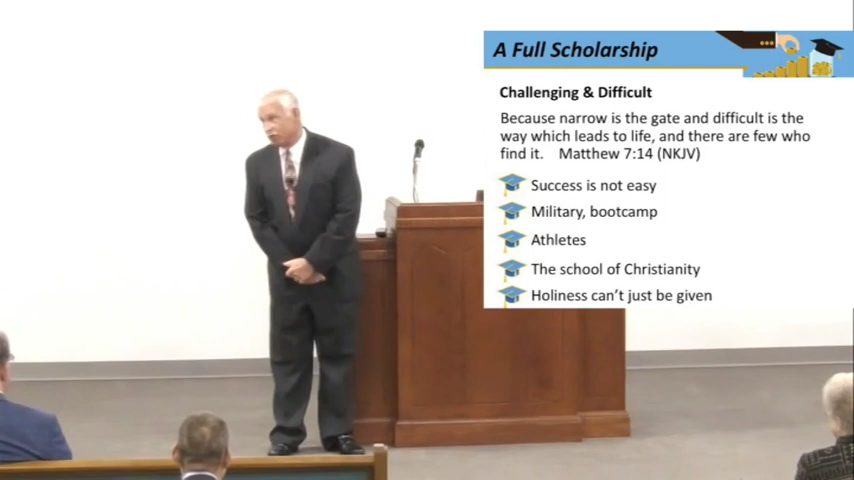 A Full Scholarship
Challenging & Difficult
Because narrow is the gate and difficult is the
way which leads to life, and there are few who
find it. Matthew 7:14 (NKJV)
Success is not easy
Military, bootcamp
Athletes
The school of Christianity
Holiness can't just be given